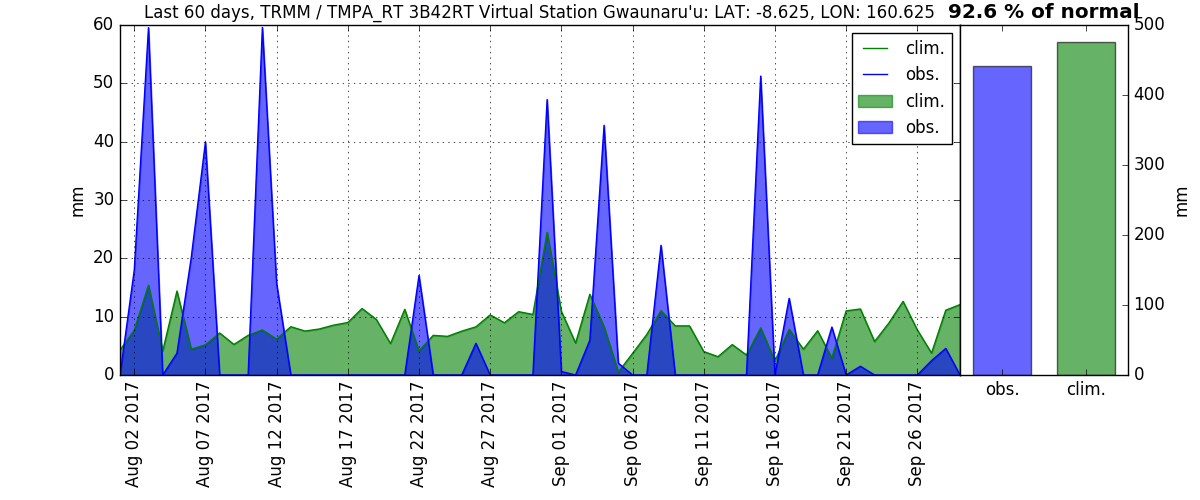 Last 60 days, TRMM / TMPA_RT 3B42RT Virtual Station Gwaunaru'u: LAT: -8.625, LON: 160.625
92.6 % of normal
60
50
40
30
20
10
0
mm
clim.
obs.
clim.
obs.
500
400
300
200
100
0
mm
obs.
clim.
Aug 02 2017
Aug 07 2017
Aug 12 2017
Aug 17 2017
Aug 22 2017
Aug 27 2017
Sep 01 2017
Sep 06 2017
Sep 11 2017
Sep 16 2017
Sep 21 2017
Sep 26 2017